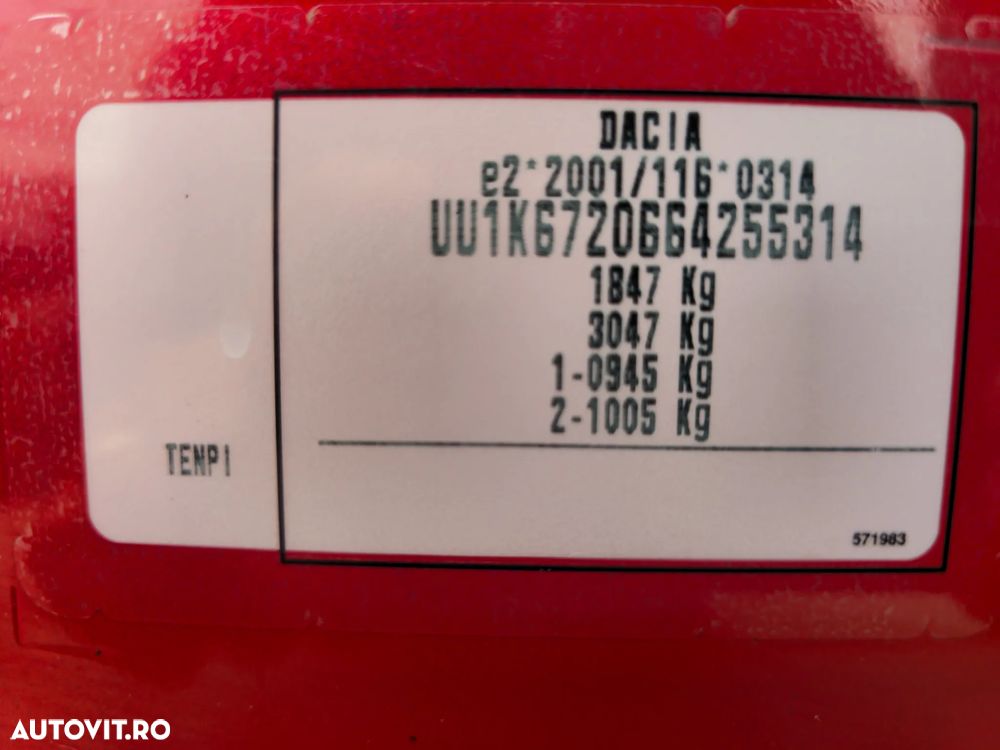 DACIA
e2*2001/116*0314
UU1K6720664255314
1847 Kg
3047 Kg
1-0945 Kg
2-1005 Kg
TENPI
571983
AUTOVIT.RO